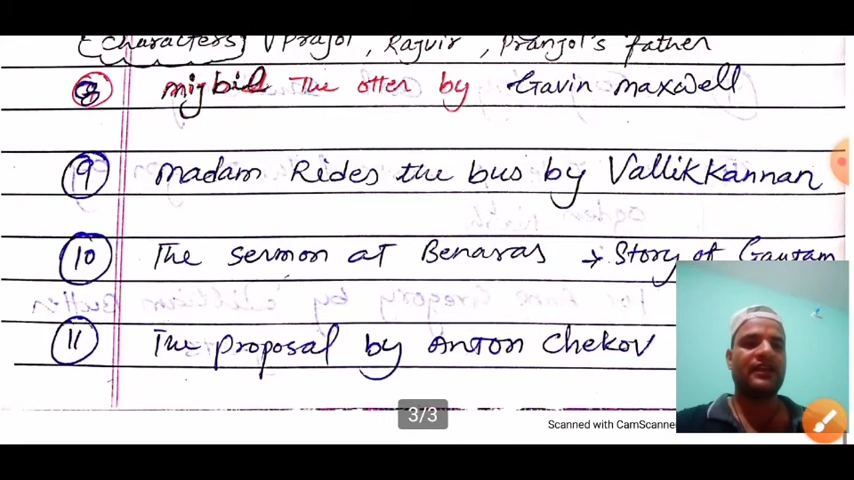 (Characters) Prajol, Rajvir, Pranjol's father
8 mijbil The otter by Gavin maxwell
9 madam Rides the bus by Vallikkannan
10 The sermon at Benaras → Story of Gautam
11 The proposal by Anton Chekov
3/3
Scanned with CamScanne